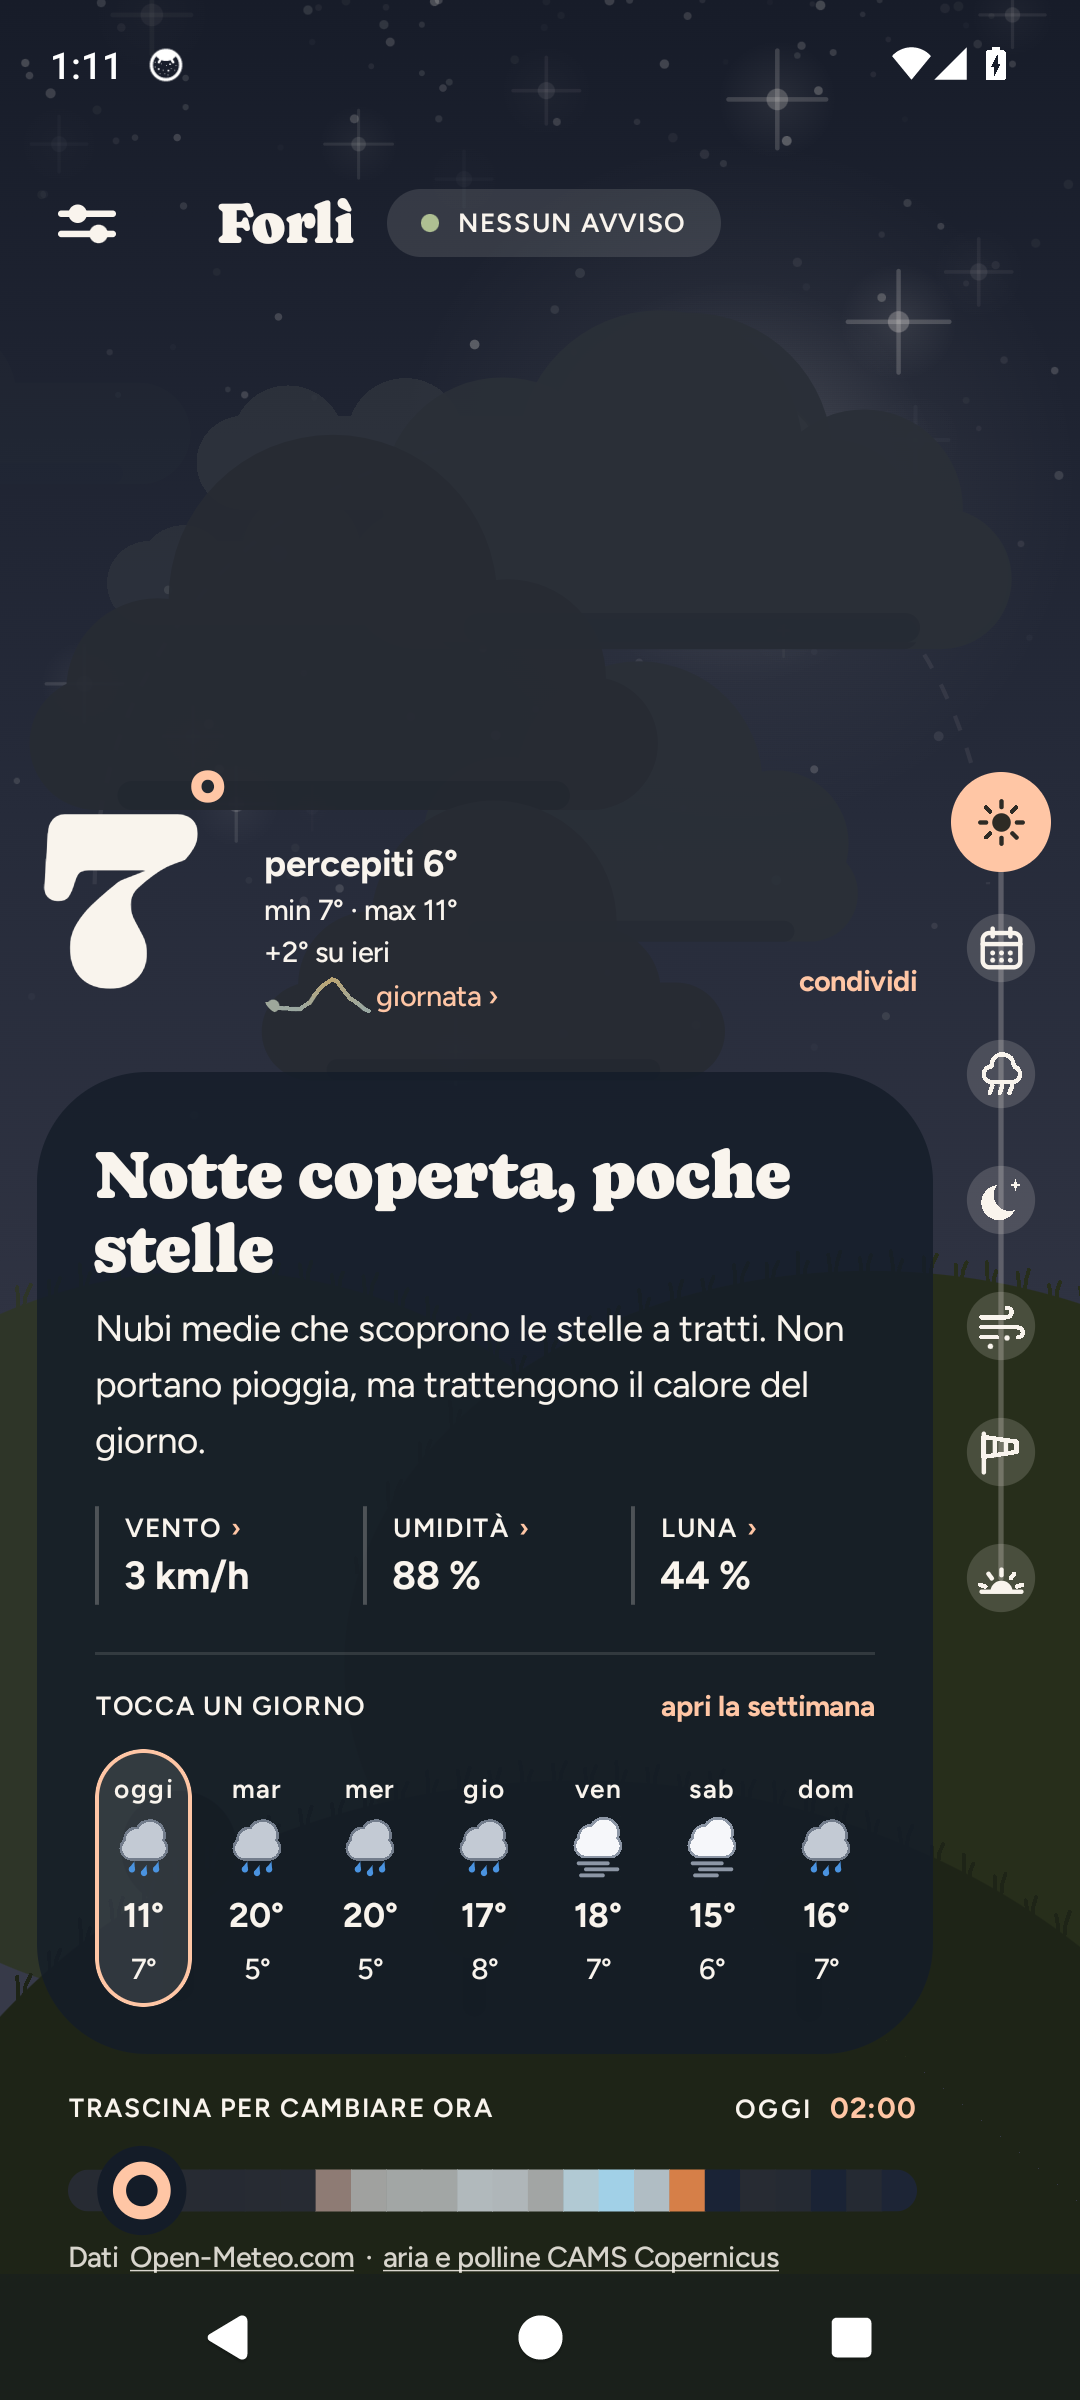 1:11
Forlì
NESSUN AVVISO
7°
percepiti 6°
min 7° · max 11°
+2° su ieri
giornata ›
condividi
Notte coperta, poche
stelle
Nubi medie che scoprono le stelle a tratti. Non
portano pioggia, ma trattengono il calore del
giorno.
VENTO › UMIDITÀ › LUNA ›
3 km/h 88 % 44 %
TOCCA UN GIORNO apri la settimana
oggi mar mer gio ven sab dom
11° 20° 20° 17° 18° 15° 16°
7° 5° 5° 8° 7° 6° 7°
TRASCINA PER CAMBIARE ORA OGGI 02:00
Dati Open-Meteo.com · aria e polline CAMS Copernicus